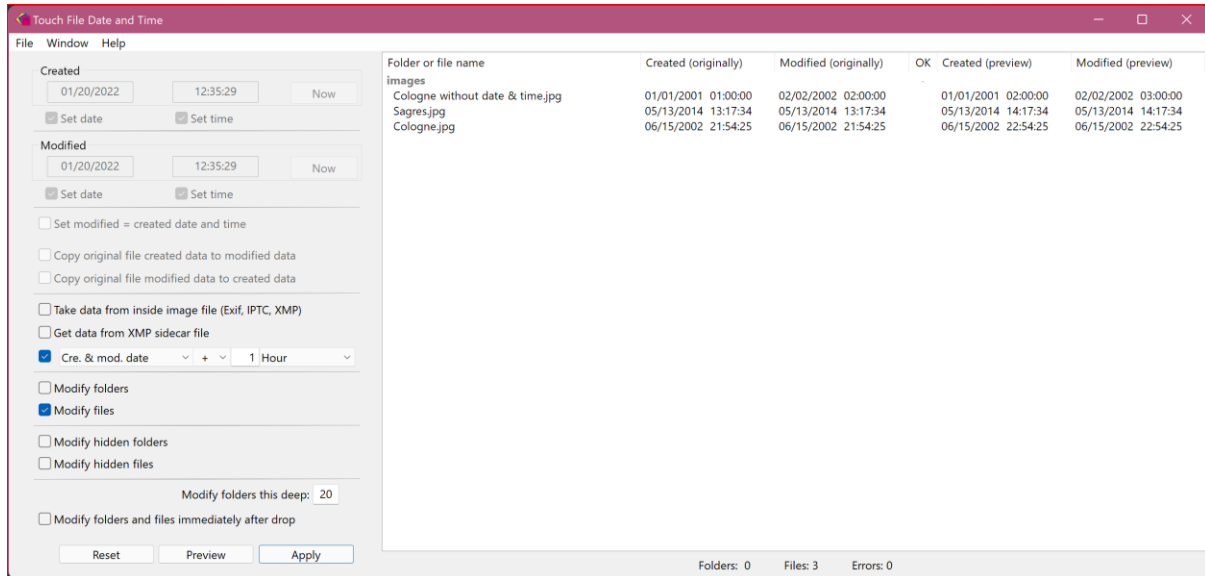 Touch File Date and Time
File Window Help
Created
01/20/2022 12:35:29 Now
Set date Set time
Modified
01/20/2022 12:35:29 Now
Set date Set time
Set modified = created date and time
Copy original file created data to modified data
Copy original file modified data to created data
Take data from inside image file (Exif, IPTC, XMP)
Get data from XMP sidecar file
Cre. & mod. date + 1 Hour
Modify folders
Modify files
Modify hidden folders
Modify hidden files
Modify folders this deep: 20
Modify folders and files immediately after drop
Reset Preview Apply
Folder or file name Created (originally) Modified (originally) OK Created (preview) Modified (preview)
images
Cologne without date & time.jpg 01/01/2001 01:00:00 02/02/2002 02:00:00 01/01/2001 02:00:00 02/02/2002 03:00:00
Sagres.jpg 05/13/2014 13:17:34 05/13/2014 13:17:34 05/13/2014 14:17:34 05/13/2014 14:17:34
Cologne.jpg 06/15/2002 21:54:25 06/15/2002 21:54:25 06/15/2002 22:54:25 06/15/2002 22:54:25
Folders: 0 Files: 3 Errors: 0